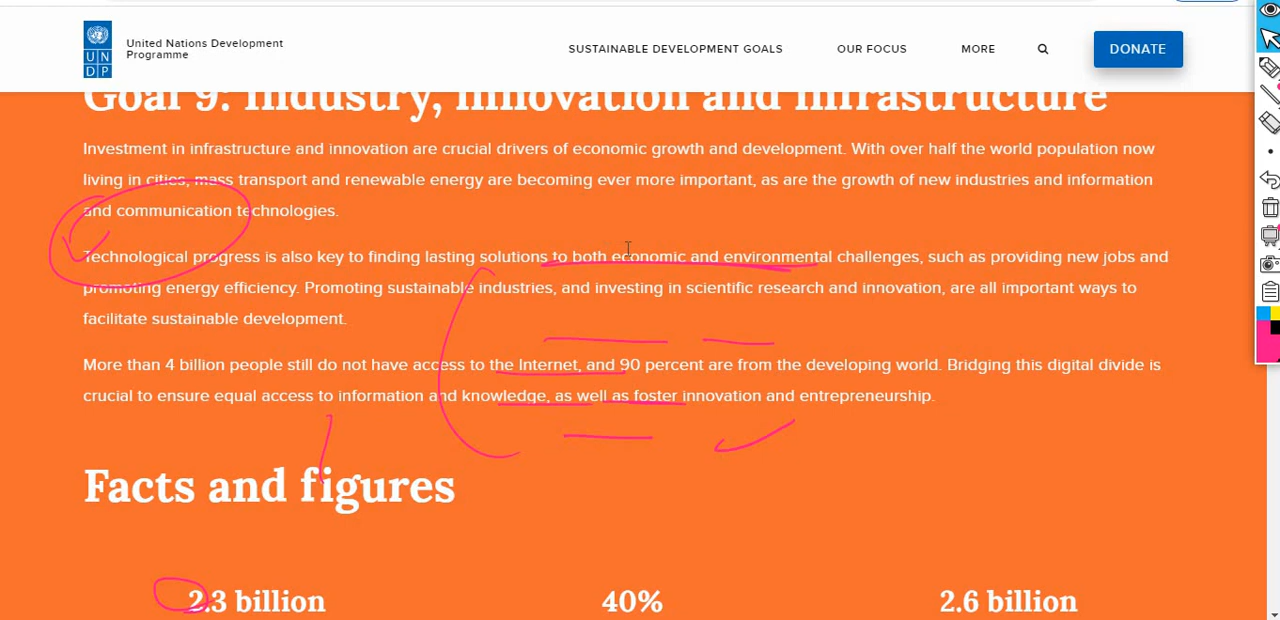 United Nations Development
Programme
UN
DP
SUSTAINABLE DEVELOPMENT GOALS
OUR FOCUS
MORE
DONATE
Goal 9: Industry, innovation and infrastructure
Investment in infrastructure and innovation are crucial drivers of economic growth and development. With over half the world population now
living in cities, mass transport and renewable energy are becoming ever more important, as are the growth of new industries and information
and communication technologies.
Technological progress is also key to finding lasting solutions to both economic and environmental challenges, such as providing new jobs and
promoting energy efficiency. Promoting sustainable industries, and investing in scientific research and innovation, are all important ways to
facilitate sustainable development.
More than 4 billion people still do not have access to the Internet, and 90 percent are from the developing world. Bridging this digital divide is
crucial to ensure equal access to information and knowledge, as well as foster innovation and entrepreneurship.
Facts and figures
2.3 billion
40%
2.6 billion